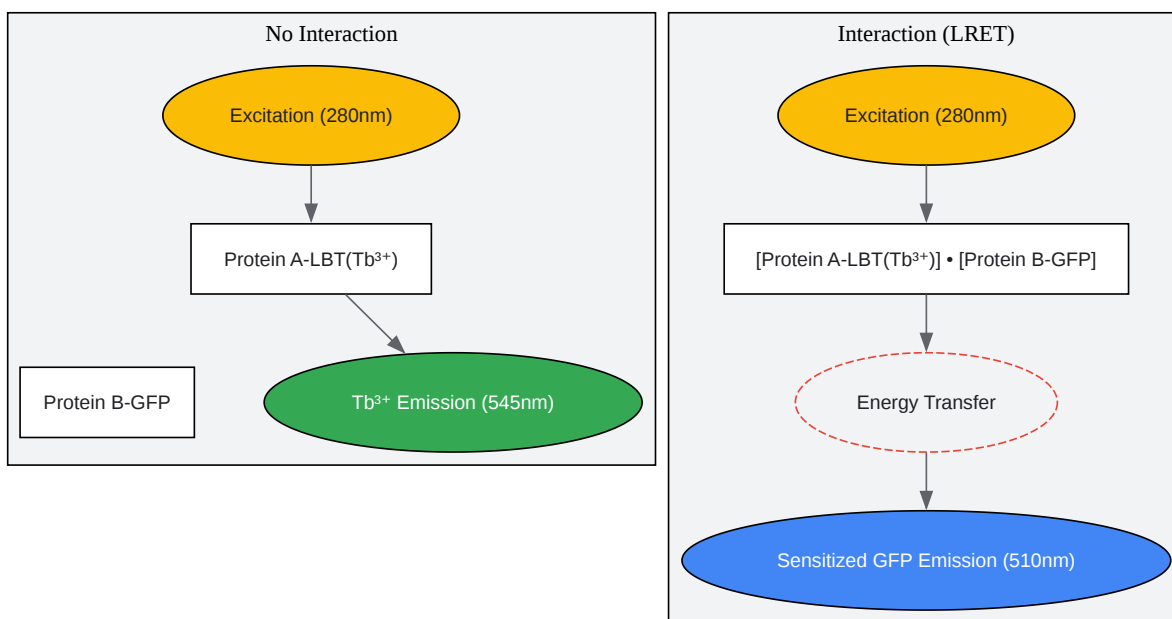 No Interaction
Excitation (280nm)
Protein A-LBT(Tb³⁺)
Protein B-GFP
Tb³⁺ Emission (545nm)
Interaction (LRET)
Excitation (280nm)
[Protein A-LBT(Tb³⁺)] • [Protein B-GFP]
Energy Transfer
Sensitized GFP Emission (510nm)